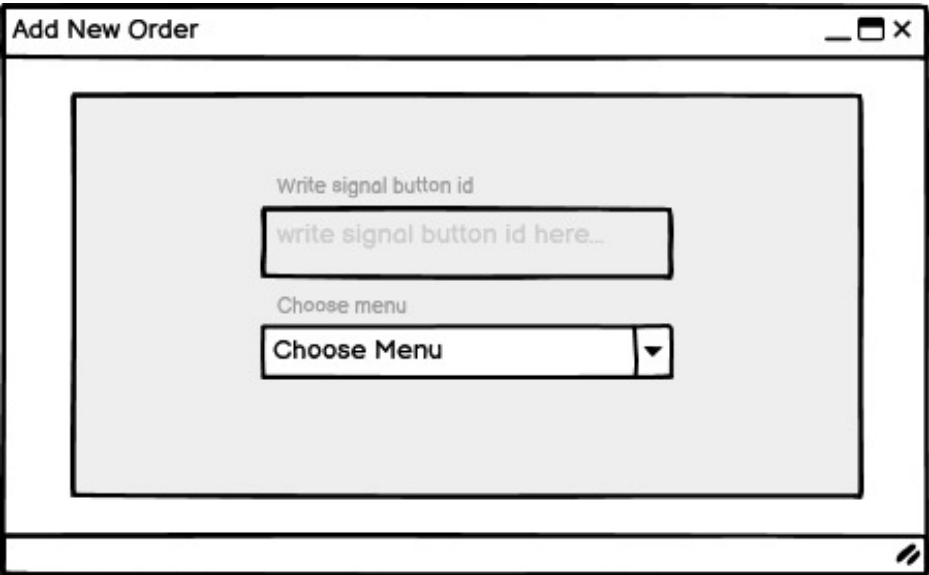 Add New Order
Write signal button id
write signal button id here...
Choose menu
Choose Menu